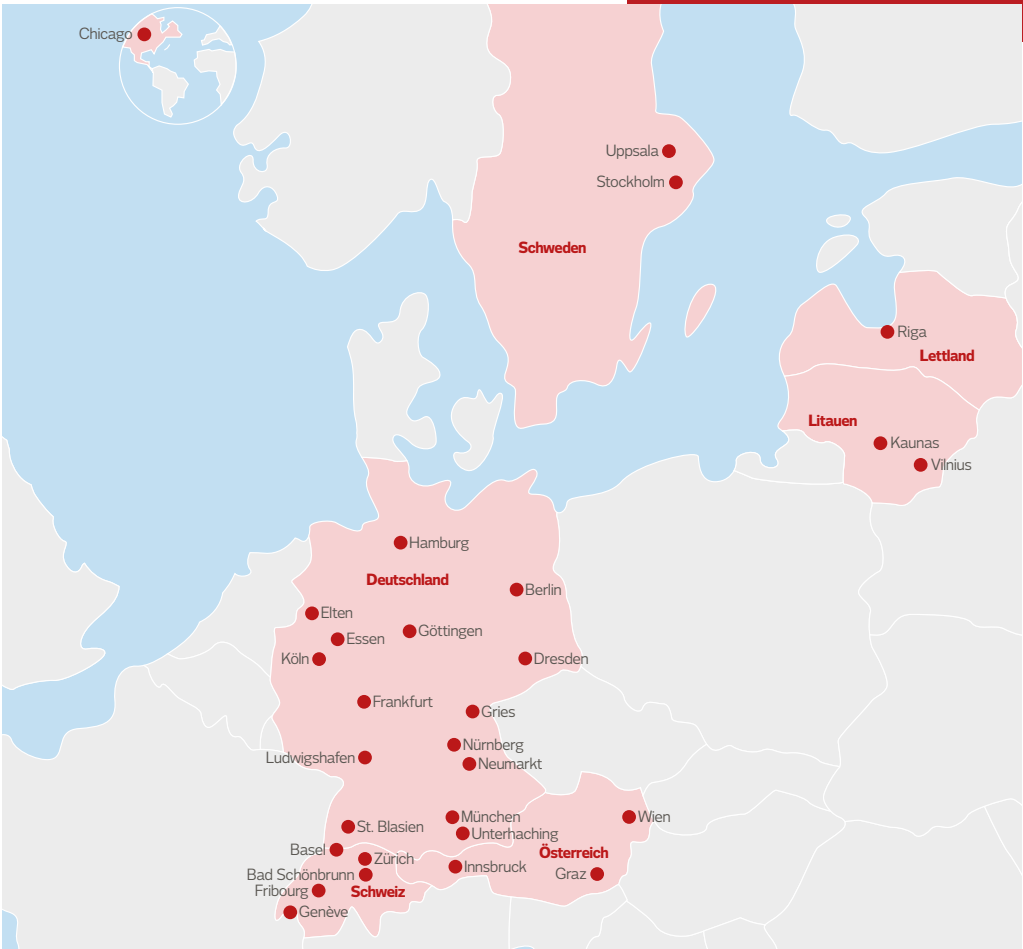 Chicago
Uppsala
Stockholm
Schweden
Riga
Lettland
Litauen
Kaunas
Vilnius
Hamburg
Deutschland
Berlin
Elten
Göttingen
Essen
Köln
Dresden
Frankfurt
Gries
Nürnberg
Ludwigshafen
Neumarkt
München
Wien
St. Blasien
Unterhaching
Basel
Österreich
Zürich
Innsbruck
Bad Schönbrunn
Graz
Fribourg
Schweiz
Genève